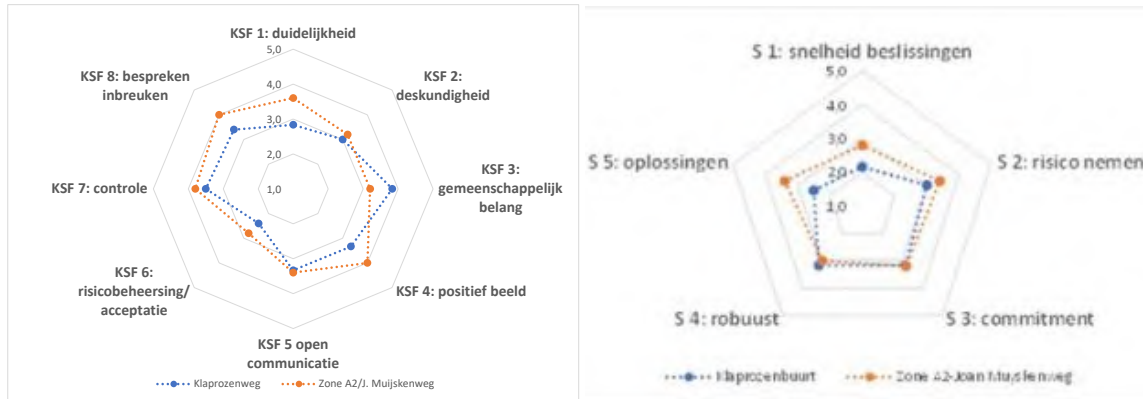 KSF 1: duidelijkheid
5,0
4,0
3,0
2,0
1,0
KSF 2:
deskundigheid
KSF 3:
gemeenschappelijk
belang
KSF 4: positief beeld
KSF 5 open
communicatie
KSF 6:
risicobeheersing/
acceptatie
KSF 7: controle
KSF 8: bespreken
inbreuken
Klaprozenweg
Zone A2/J. Muijskenweg
S 1: snelheid beslissingen
5,0
4,0
3,0
2,0
1,0
S 2: risico nemen
S 3: commitment
S 4: robuust
S 5: oplossingen
Klaprozenbuurt
Zone A2-Joan Muyskenweg